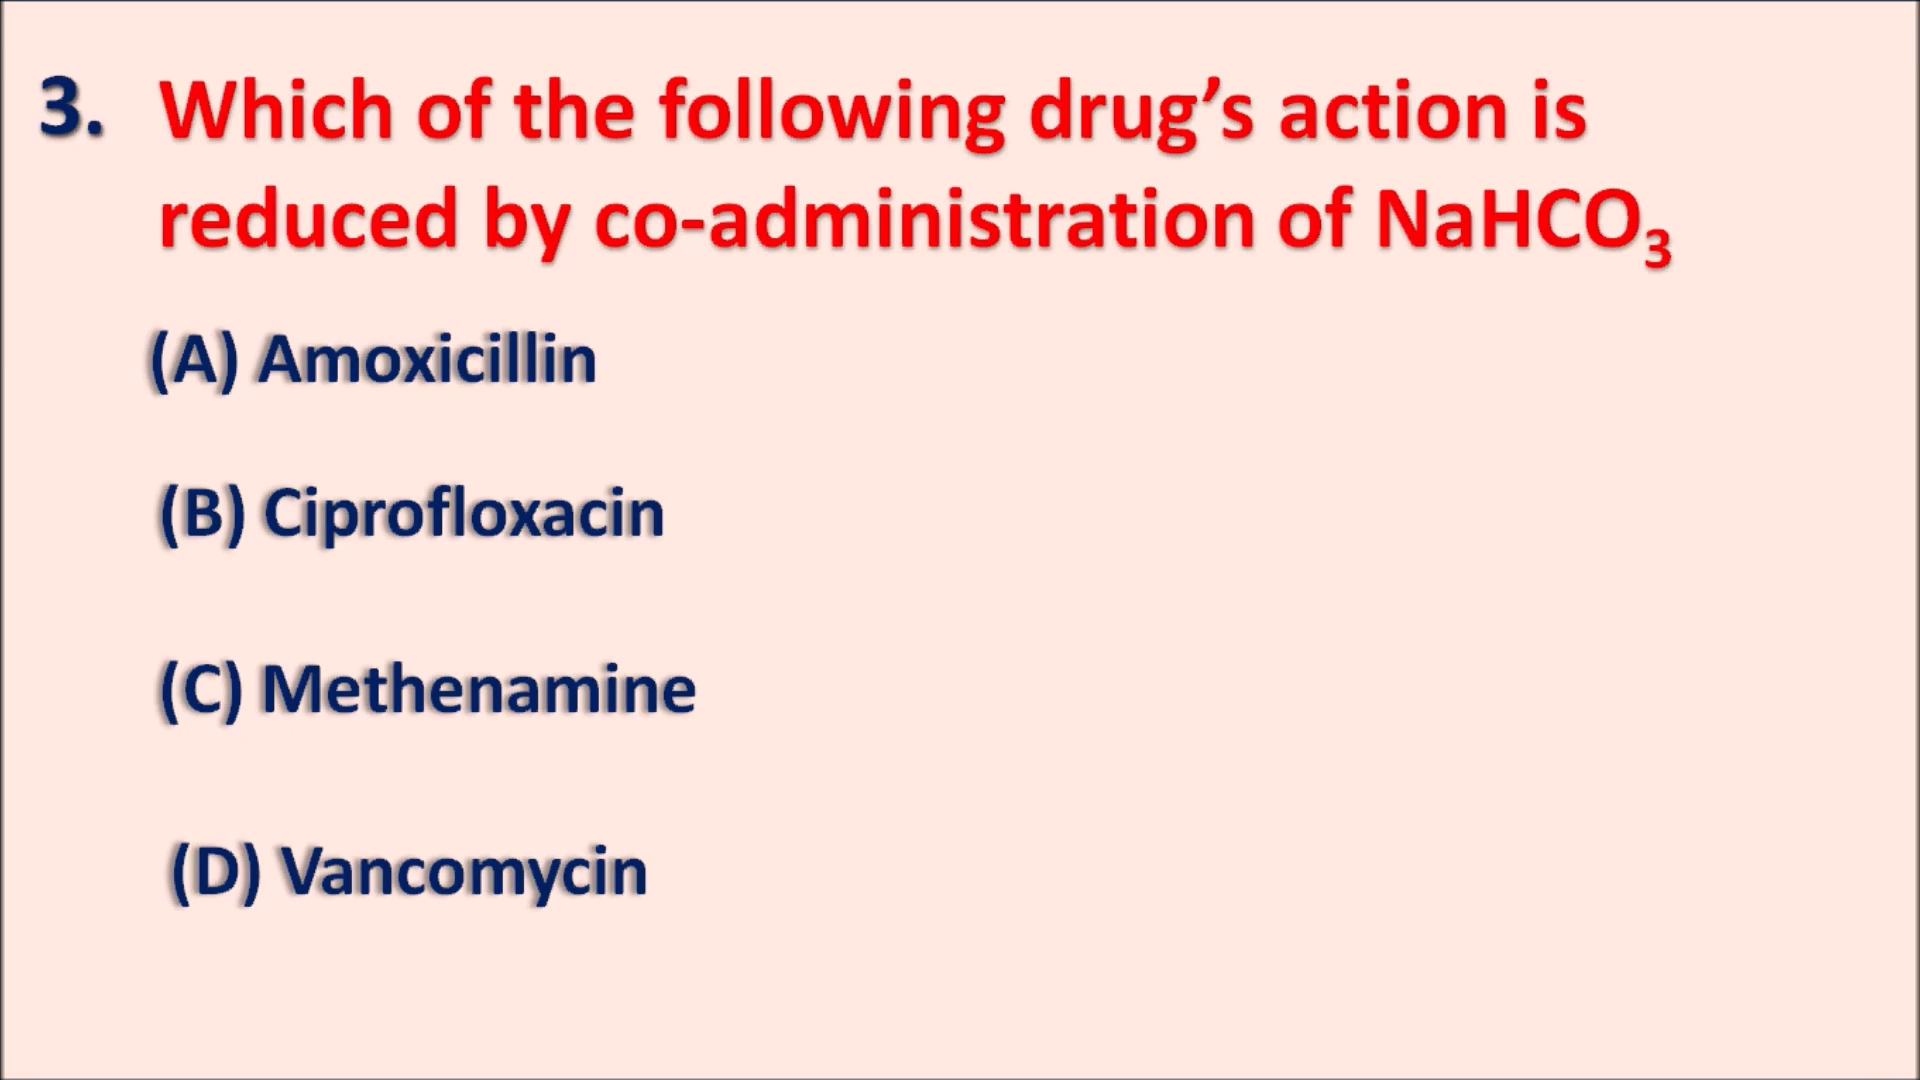 3. Which of the following drug’s action is
reduced by co-administration of NaHCO₃
(A) Amoxicillin
(B) Ciprofloxacin
(C) Methenamine
(D) Vancomycin